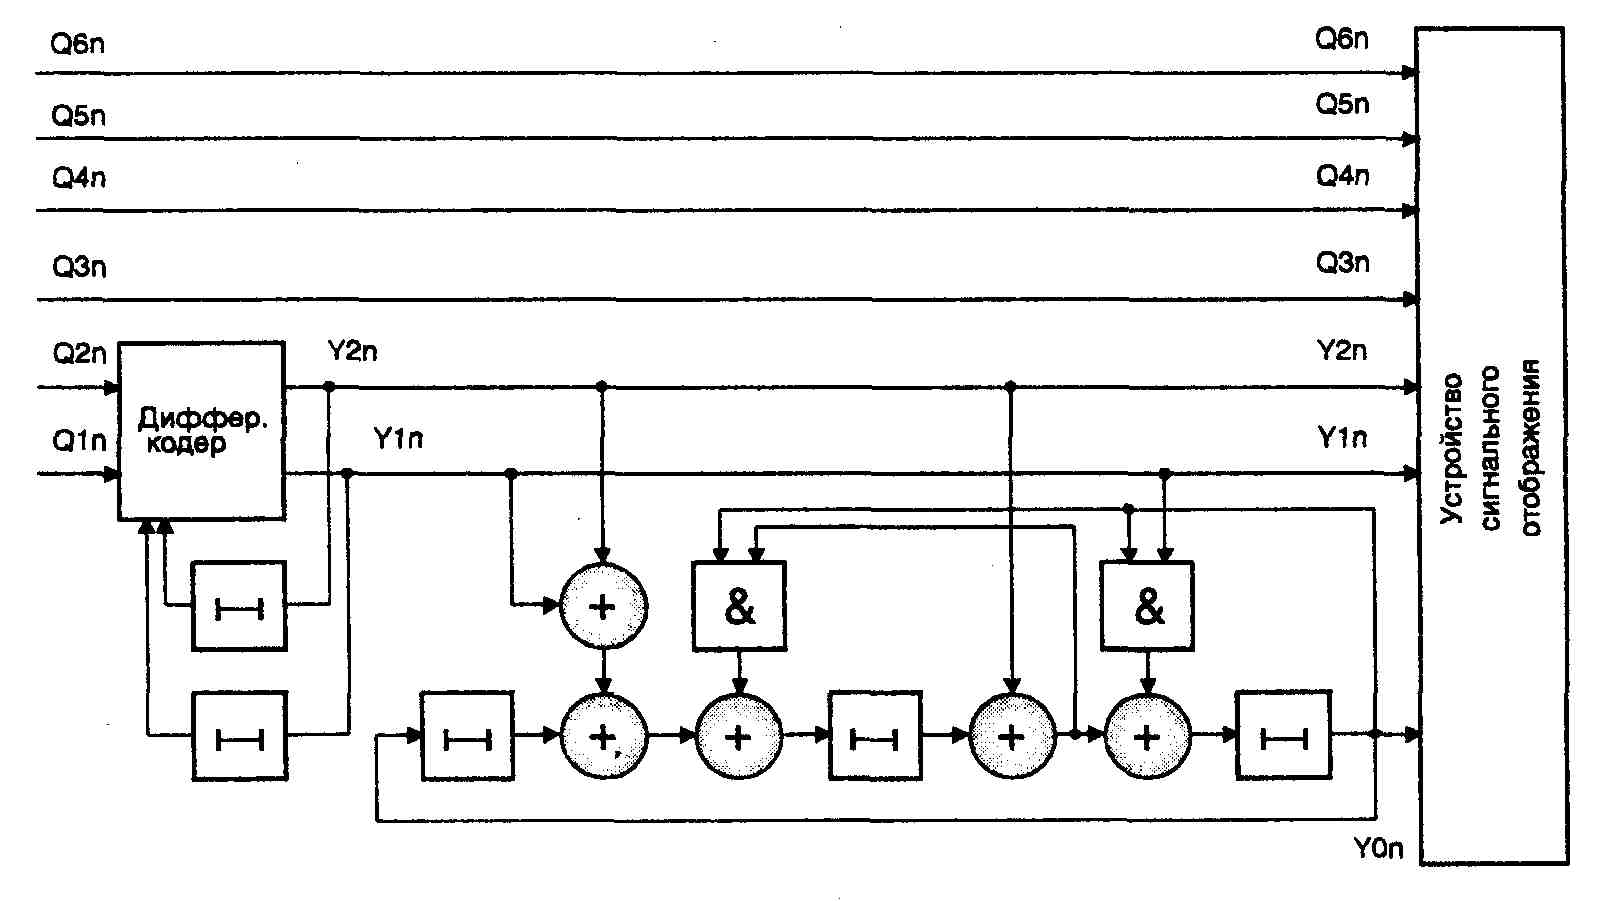 Q6n
Q6n
Q5n
Q5n
Q4n
Q4n
Q3n
Q3n
Q2n
Y2n
Y2n
Диффер.
кодер
Q1n
Y1n
Y1n
&
&
+
+
+
+
+
Y0n
Устройство
сигнального
отображения